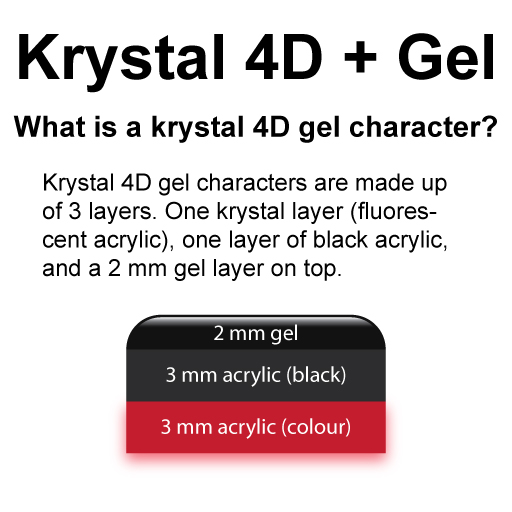 Krystal 4D + Gel
What is a krystal 4D gel character?
Krystal 4D gel characters are made up
of 3 layers. One krystal layer (fluores-
cent acrylic), one layer of black acrylic,
and a 2 mm gel layer on top.
2 mm gel
3 mm acrylic (black)
3 mm acrylic (colour)